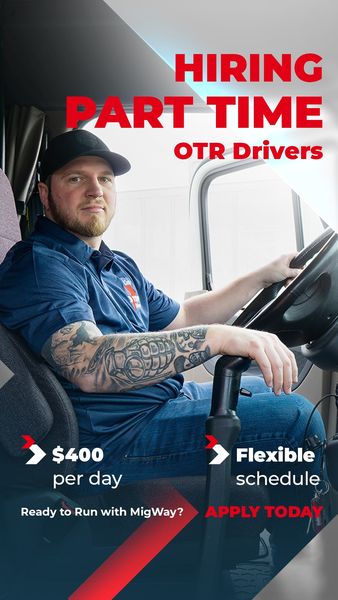 HIRING
PART TIME
OTR Drivers
$400
per day
Flexible
schedule
Ready to Run with MigWay?
APPLY TODAY